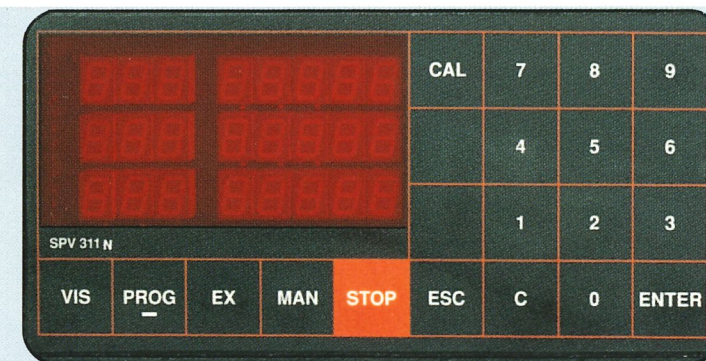 CAL 7 8 9
4 5 6
1 2 3
SPV 311 N
VIS PROG EX MAN STOP ESC C 0 ENTER